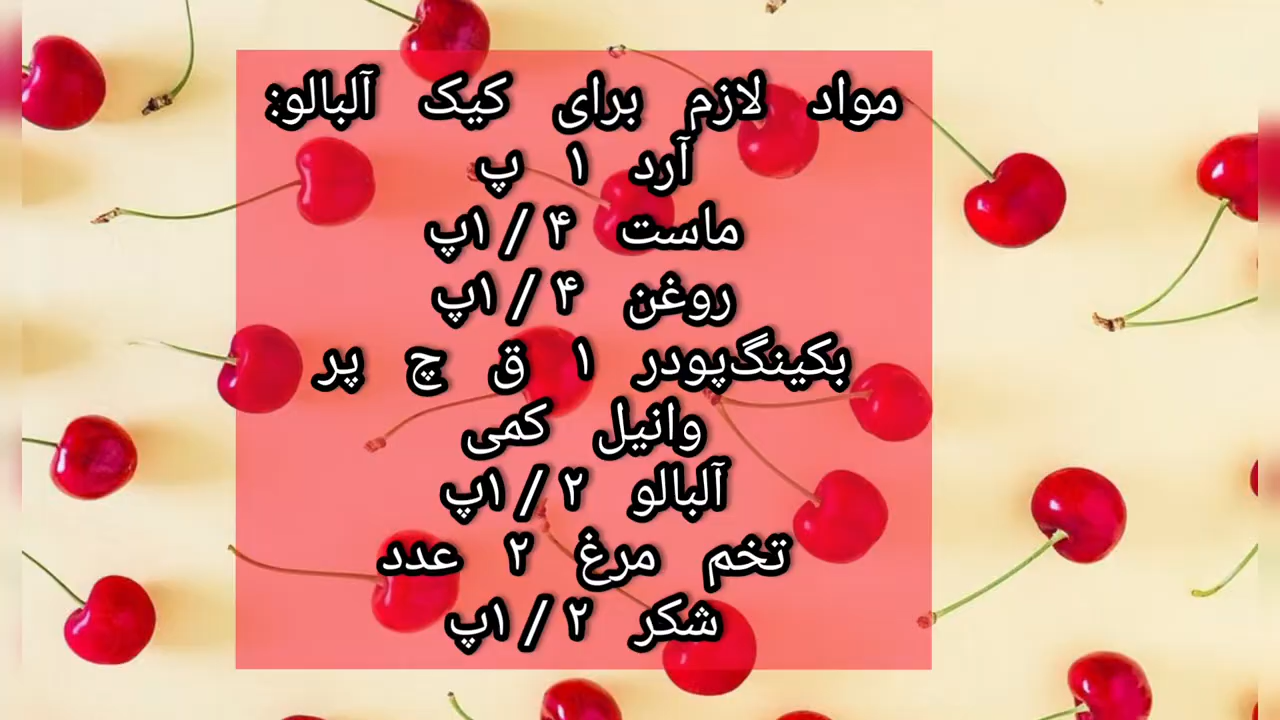 مواد لازم برای کیک آلبالو:
آرد ۱ پ
ماست ۴ / ۱پ
روغن ۴ / ۱پ
بکینگ‌پودر ۱ ق چ پر
وانیل کمی
آلبالو ۲ / ۱پ
تخم مرغ ۲ عدد
شکر ۲ / ۱پ